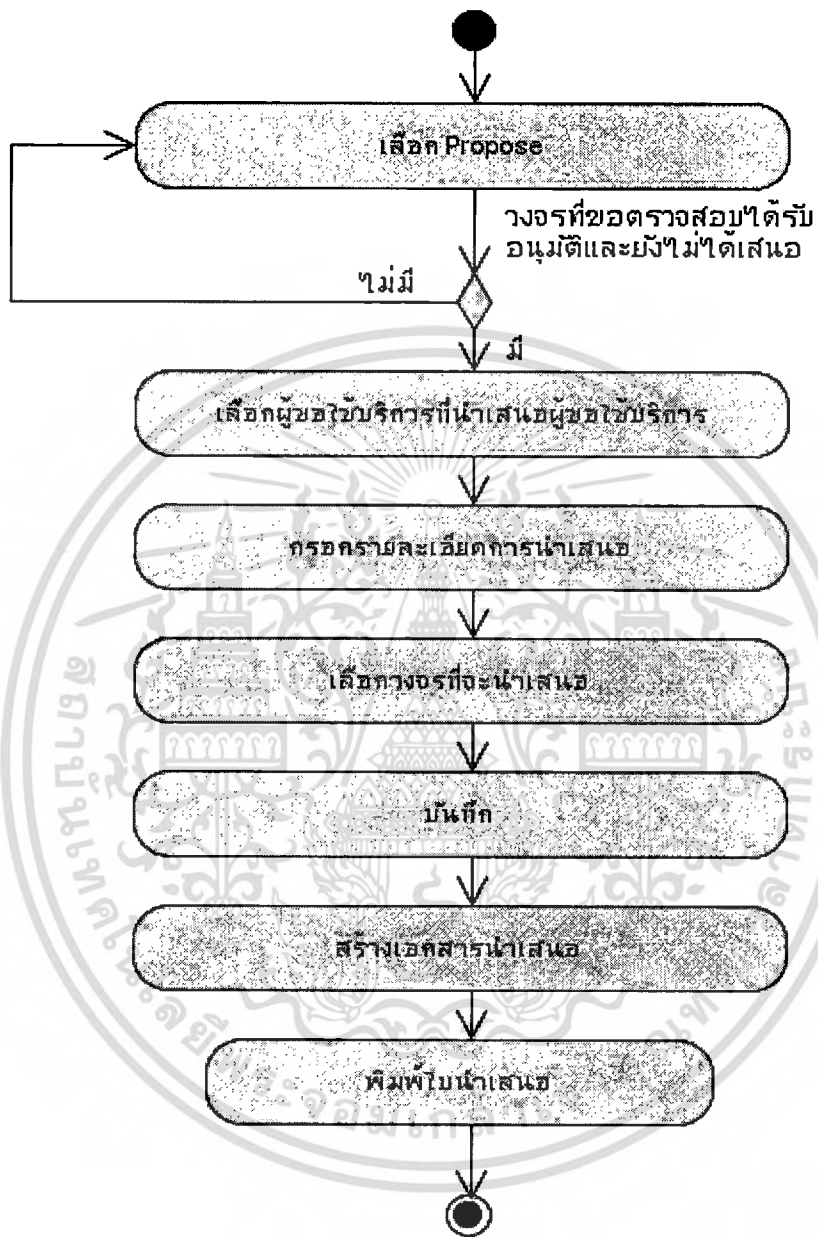 เลือก Propose
วงจรที่ขอตรวจสอบได้รับ
อนุมัติและยังไม่ได้เสนอ
ไม่มี
มี
เลือกผู้ขอใช้บริการที่นำเสนอผู้ขอใช้บริการ
กรอกรายละเอียดการนำเสนอ
เลือกวงจรที่จะนำเสนอ
บันทึก
สร้างเอกสารนำเสนอ
พิมพ์ใบนำเสนอ